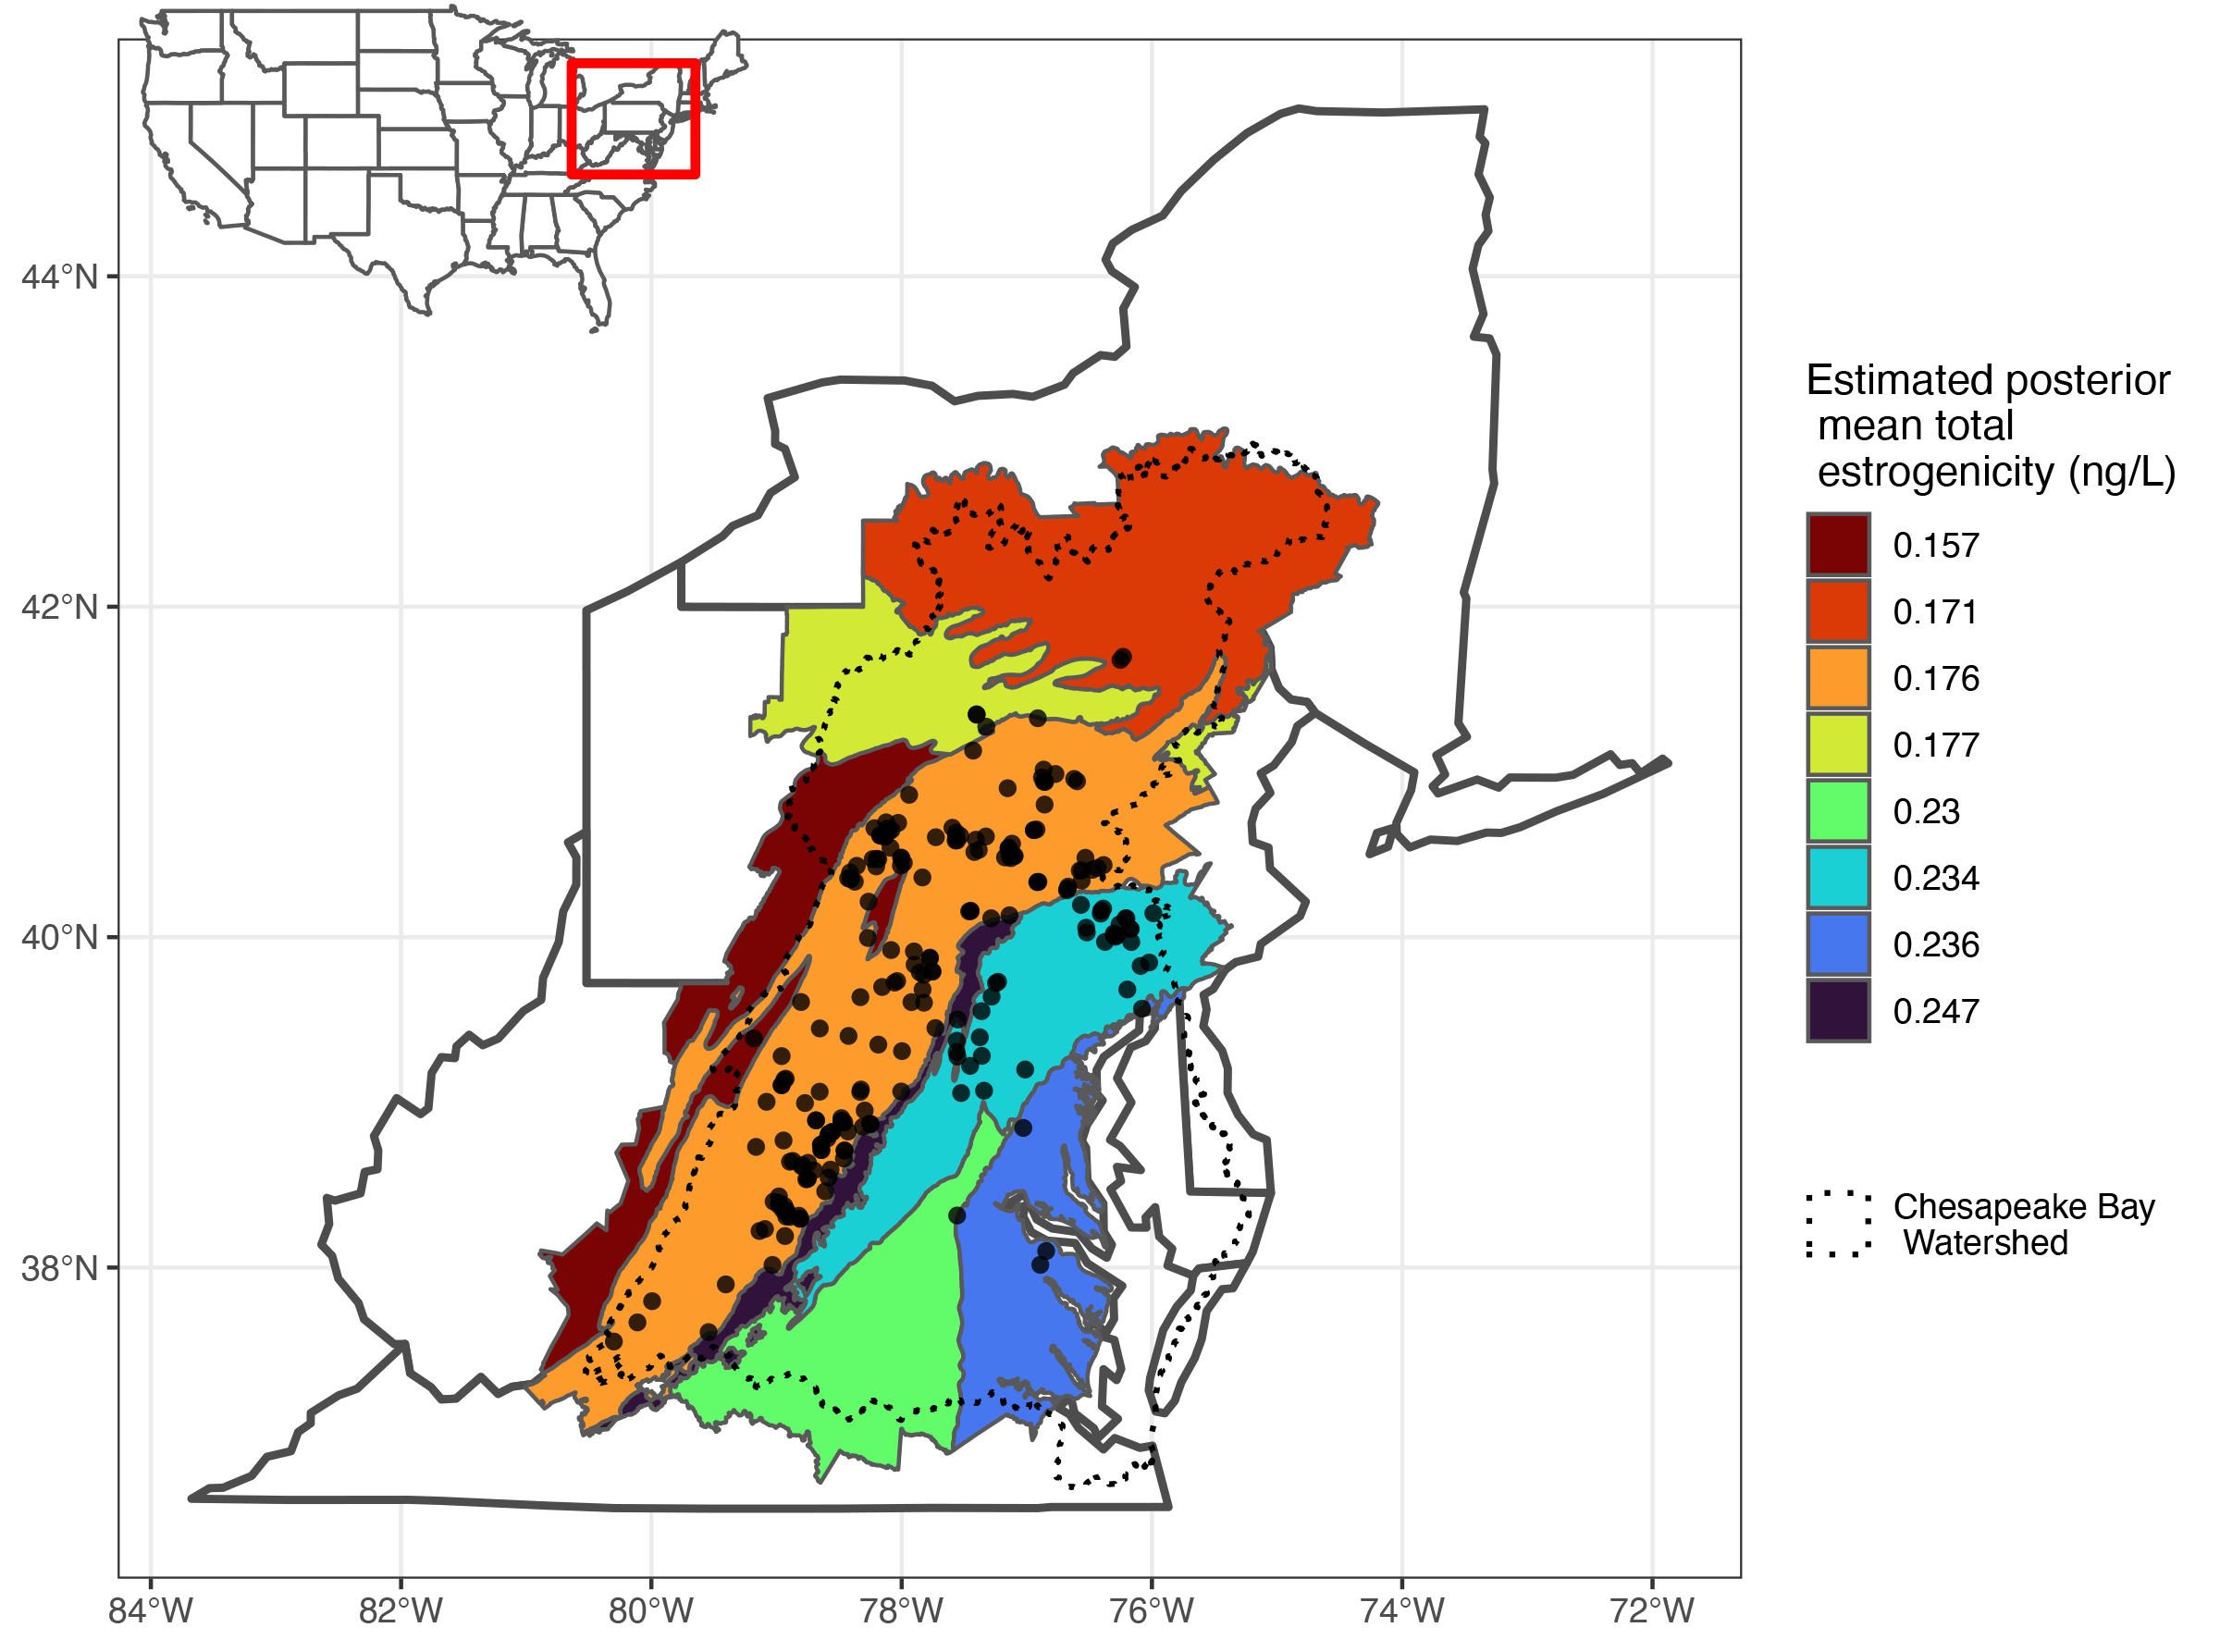 44°N
42°N
40°N
38°N
84°W
82°W
80°W
78°W
76°W
74°W
72°W
Estimated posterior
mean total
estrogenicity (ng/L)
0.157
0.171
0.176
0.177
0.23
0.234
0.236
0.247
Chesapeake Bay
Watershed